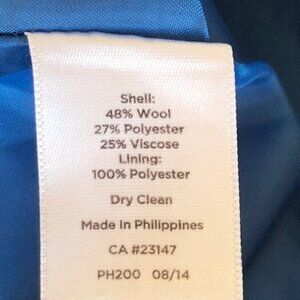 Shell:
48% Wool
27% Polyester
25% Viscose
Lining:
100% Polyester
Dry Clean
Made in Philippines
CA #23147
PH200 08/14